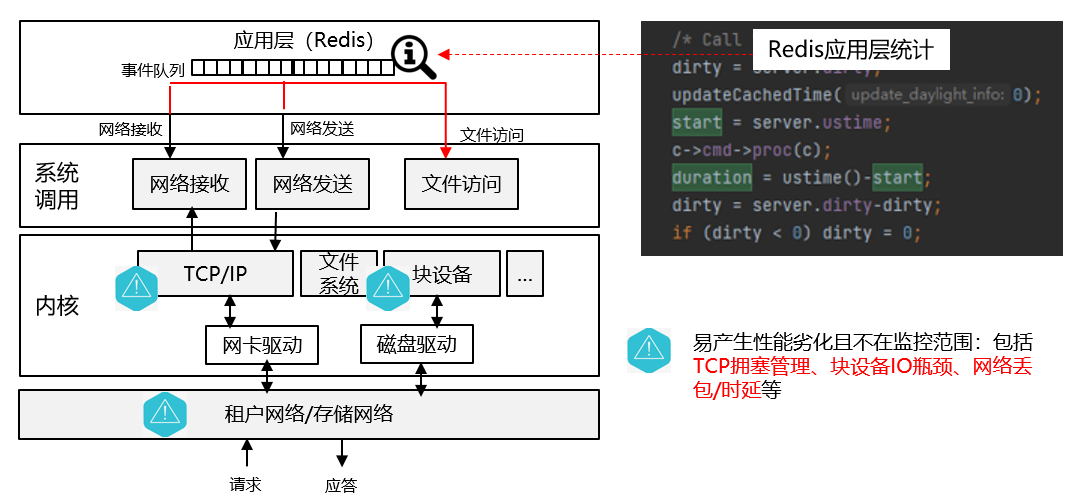 应用层（Redis）
事件队列
网络接收
网络发送
文件访问
系统
调用
网络接收
网络发送
文件访问
内核
TCP/IP
文件
系统
块设备
...
网卡驱动
磁盘驱动
租户网络/存储网络
请求
应答
/* Call
Redis应用层统计
dirty = server.dirty;
updateCachedTime( update_daylight_info: 0);
start = server.ustime;
c->cmd->proc(c);
duration = ustime()-start;
dirty = server.dirty-dirty;
if (dirty < 0) dirty = 0;
易产生性能劣化且不在监控范围：包括
TCP拥塞管理、块设备IO瓶颈、网络丢
包/时延等